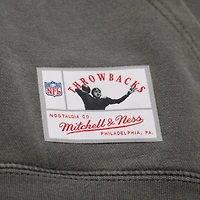 THROWBACKS
NFL
NOSTALGIA CO.
Mitchell & Ness
PHILADELPHIA, PA.